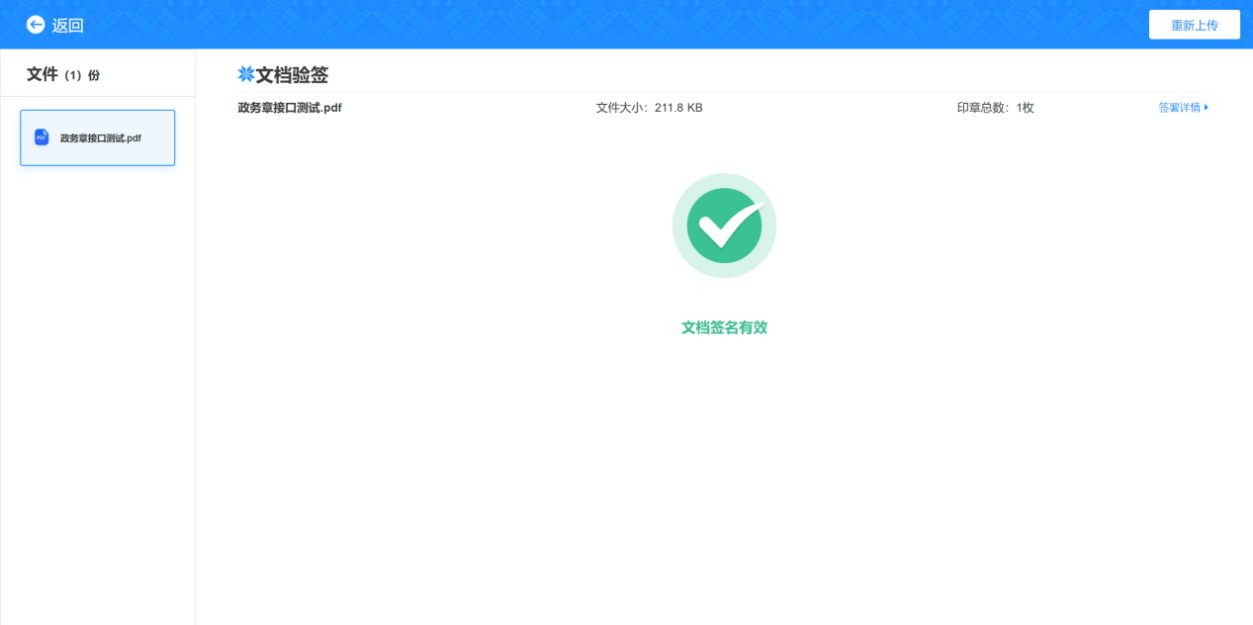 返回
重新上传
文件（1）份
政务章接口测试.pdf
文档验签
政务章接口测试.pdf 文件大小：211.8 KB 印章总数：1枚 签署详情
文档签名有效